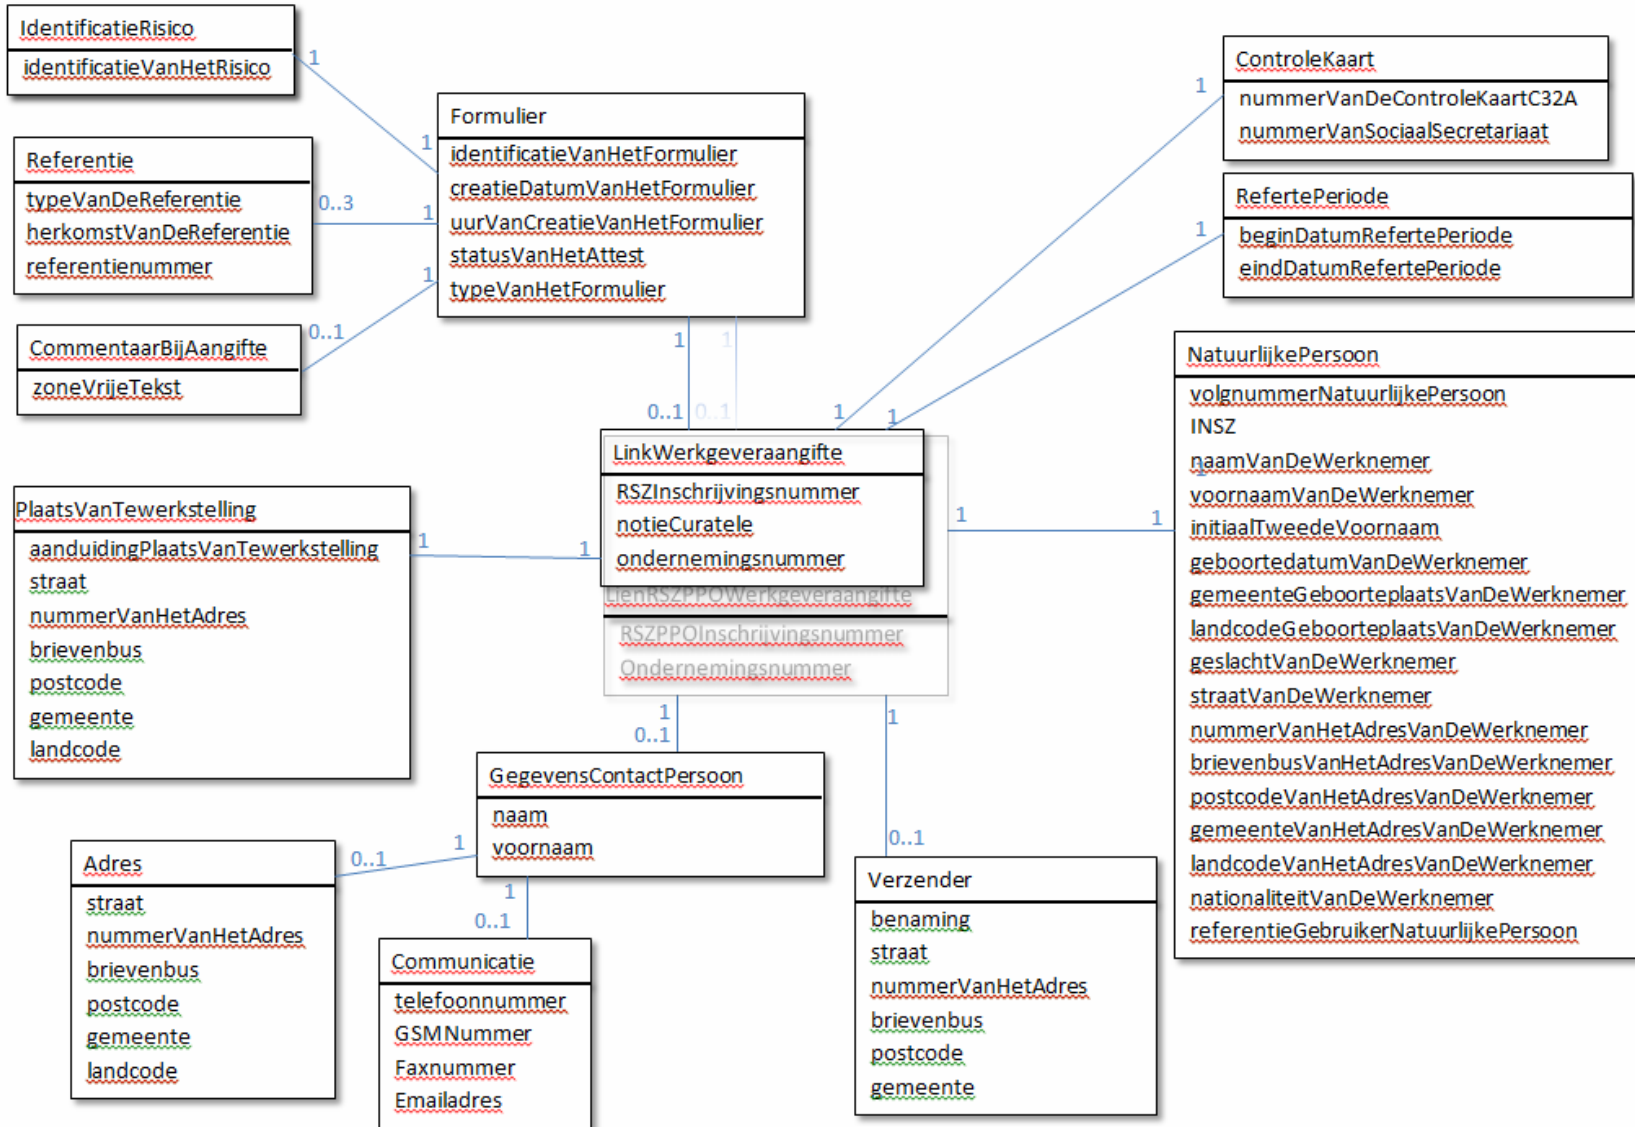 IdentificatieRisico
identificatieVanHetRisico
1
1
Referentie
typeVanDeReferentie
herkomstVanDeReferentie
referentienummer
0..3
1
CommentaarBijAangifte
zoneVrijeTekst
0..1
1
Formulier
identificatieVanHetFormulier
creatieDatumVanHetFormulier
uurVanCreatieVanHetFormulier
statusVanHetAttest
typeVanHetFormulier
1
1
0..1
0..1
ControleKaart
nummerVanDeControleKaartC32A
nummerVanSociaalSecretariaat
1
1
RefertePeriode
beginDatumRefertePeriode
eindDatumRefertePeriode
1
1
LinkWerkgeveraangifte
RSZInschrijvingsnummer
notieCuratele
ondernemingsnummer
LienRSZPPOWerkgeveraangifte
RSZPPOInschrijvingsnummer
Ondernemingsnummer
PlaatsVanTewerkstelling
aanduidingPlaatsVanTewerkstelling
straat
nummerVanHetAdres
brievenbus
postcode
gemeente
landcode
1
1
1
1
NatuurlijkePersoon
volgnummerNatuurlijkePersoon
INSZ
naamVanDeWerknemer
1
voornaamVanDeWerknemer
initiaalTweedeVoornaam
geboortedatumVanDeWerknemer
gemeenteGeboorteplaatsVanDeWerknemer
landcodeGeboorteplaatsVanDeWerknemer
geslachtVanDeWerknemer
straatVanDeWerknemer
nummerVanHetAdresVanDeWerknemer
brievenbusVanHetAdresVanDeWerknemer
postcodeVanHetAdresVanDeWerknemer
gemeenteVanHetAdresVanDeWerknemer
landcodeVanHetAdresVanDeWerknemer
nationaliteitVanDeWerknemer
referentieGebruikerNatuurlijkePersoon
1
0..1
GegevensContactPersoon
naam
voornaam
1
0..1
Adres
straat
nummerVanHetAdres
brievenbus
postcode
gemeente
landcode
1
0..1
Communicatie
telefoonnummer
GSMNummer
Faxnummer
Emailadres
1
0..1
Verzender
benaming
straat
nummerVanHetAdres
brievenbus
postcode
gemeente